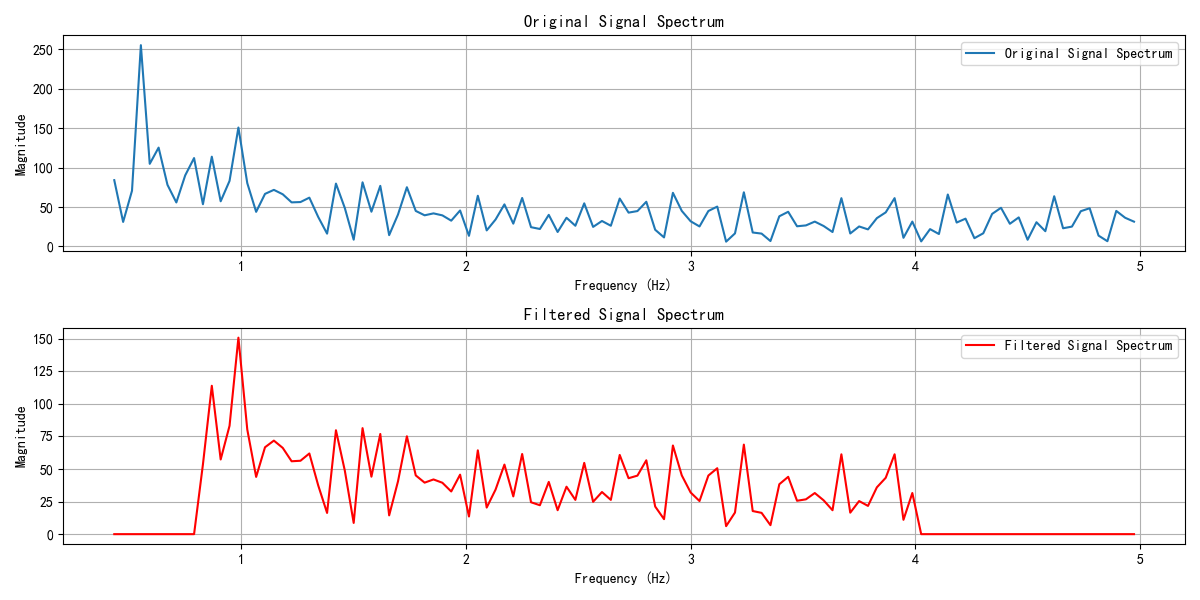 Original Signal Spectrum
250
200
150
100
50
0
Magnitude
Original Signal Spectrum
1
2
3
4
5
Frequency (Hz)
Filtered Signal Spectrum
150
125
100
75
50
25
0
Magnitude
Filtered Signal Spectrum
1
2
3
4
5
Frequency (Hz)